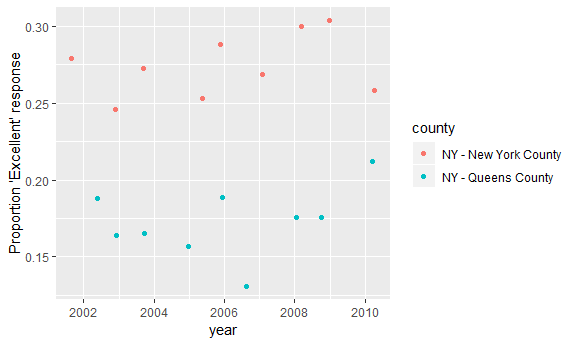 0.30
0.25
0.20
0.15
Proportion 'Excellent' response
2002 2004 2006 2008 2010
year
county
NY - New York County
NY - Queens County